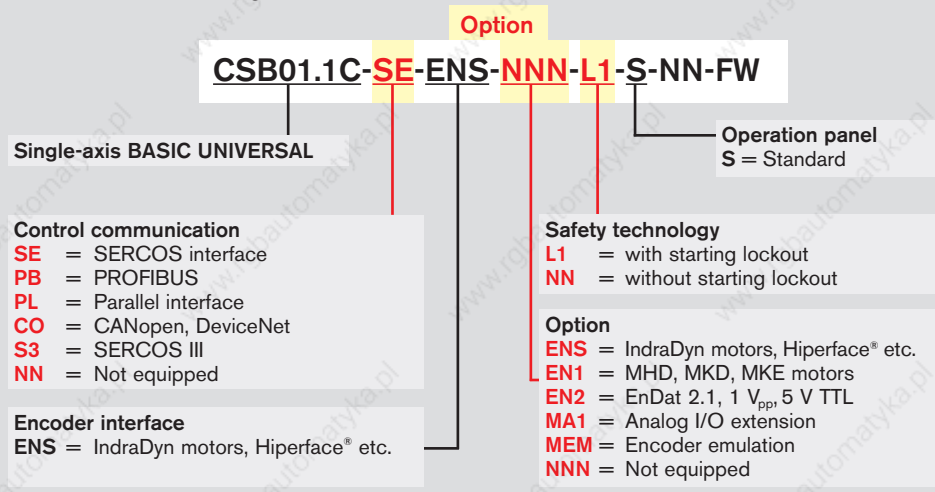 Option
CSB01.1C-SE-ENS-NNN-L1-S-NN-FW
Single-axis BASIC UNIVERSAL
Operation panel
S = Standard
Control communication
SE = SERCOS interface
PB = PROFIBUS
PL = Parallel interface
CO = CANopen, DeviceNet
S3 = SERCOS III
NN = Not equipped
Encoder interface
ENS = IndraDyn motors, Hiperface® etc.
Safety technology
L1 = with starting lockout
NN = without starting lockout
Option
ENS = IndraDyn motors, Hiperface® etc.
EN1 = MHD, MKD, MKE motors
EN2 = EnDat 2.1, 1 Vpp, 5 V TTL
MA1 = Analog I/O extension
MEM = Encoder emulation
NNN = Not equipped
www.rgbautomatyka.pl